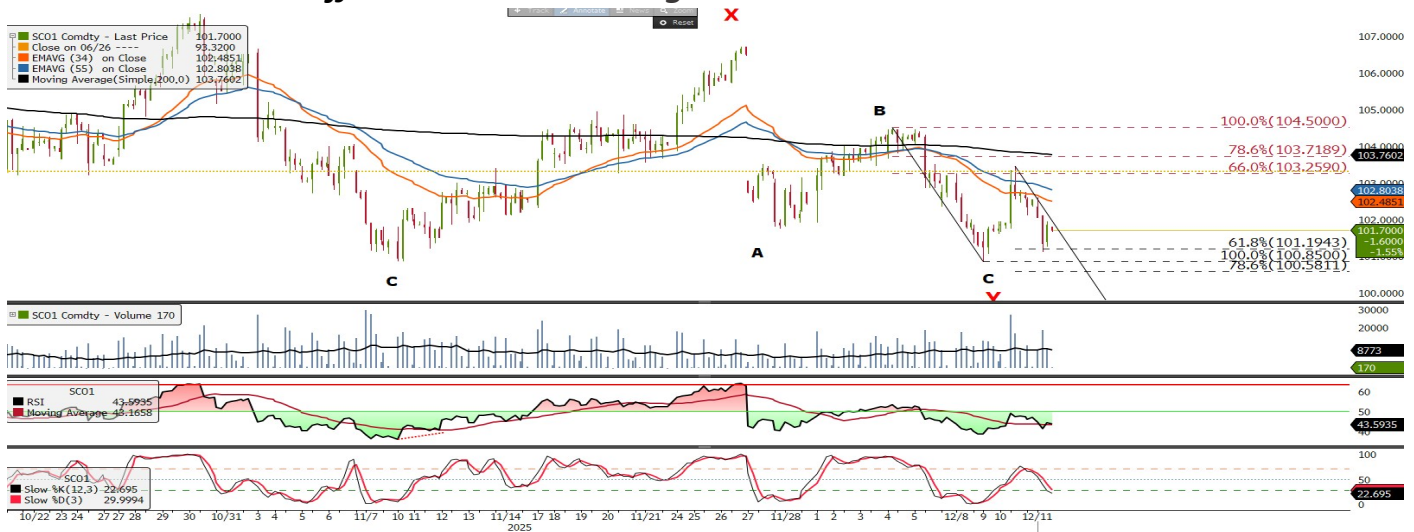 Track Annotate News Zoom
Reset
X
SCO1 Comdty - Last Price 101.7000
Close on 06/26 ---- 93.3200
EMAVG (34) on Close 102.4851
EMAVG (55) on Close 102.8038
Moving Average(Simple,200,0) 103.7602
107.0000
106.0000
105.0000
B
100.0%(104.5000)
104.0000
78.6%(103.7189)
103.7602
66.0%(103.2590)
103.0000
102.8038
102.4851
102.0000
101.7000
-1.6000
-1.55%
61.8%(101.1943)
100.0%(100.8500)
78.6%(100.5811)
A
C
C
Y
100.0000
SCO1 Comdty - Volume 170
30000
20000
8773
170
SCO1
RSI 43.5935
Moving Average 43.1658
60
50
43.5935
40
SCO1
Slow %K(12,3) 22.695
Slow %D(3) 29.9994
100
50
22.695
0
10/22 23 24 27 27 28 29 30 10/31 3 4 5 6 7 11/7 10 11 12 13 11/14 17 18 19 20 11/21 24 25 26 27 11/28 1 2 3 4 5 12/8 9 10 12/11
2025